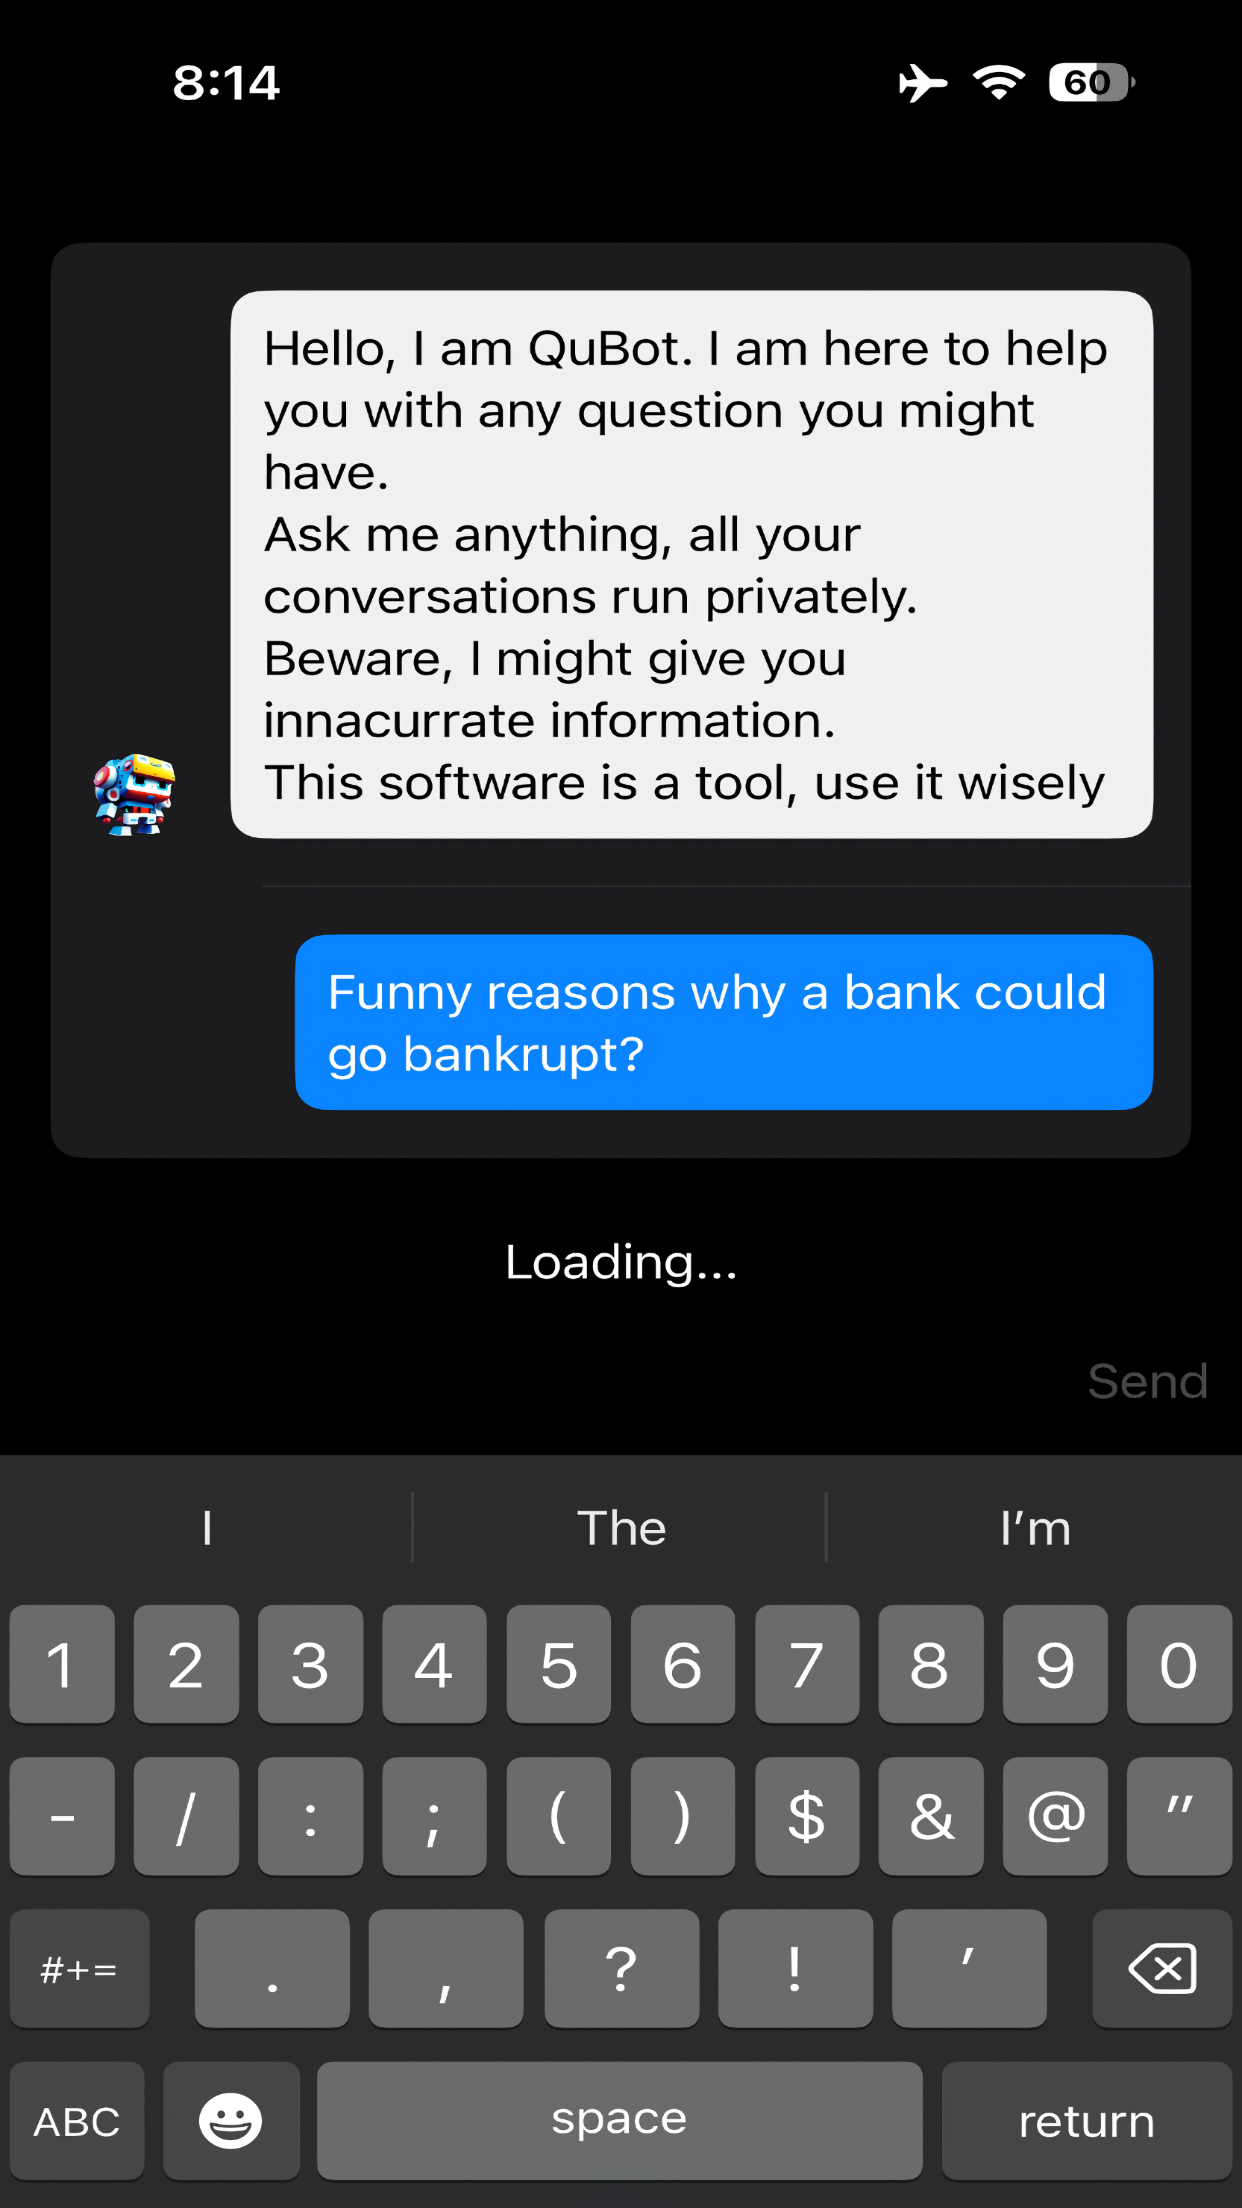 8:14
60
Hello, I am QuBot. I am here to help
you with any question you might
have.
Ask me anything, all your
conversations run privately.
Beware, I might give you
innacurrate information.
This software is a tool, use it wisely
Funny reasons why a bank could
go bankrupt?
Loading...
Send
I The I'm
1 2 3 4 5 6 7 8 9 0
- / : ; ( ) $ & @ "
#+= . , ? ! '
ABC space return